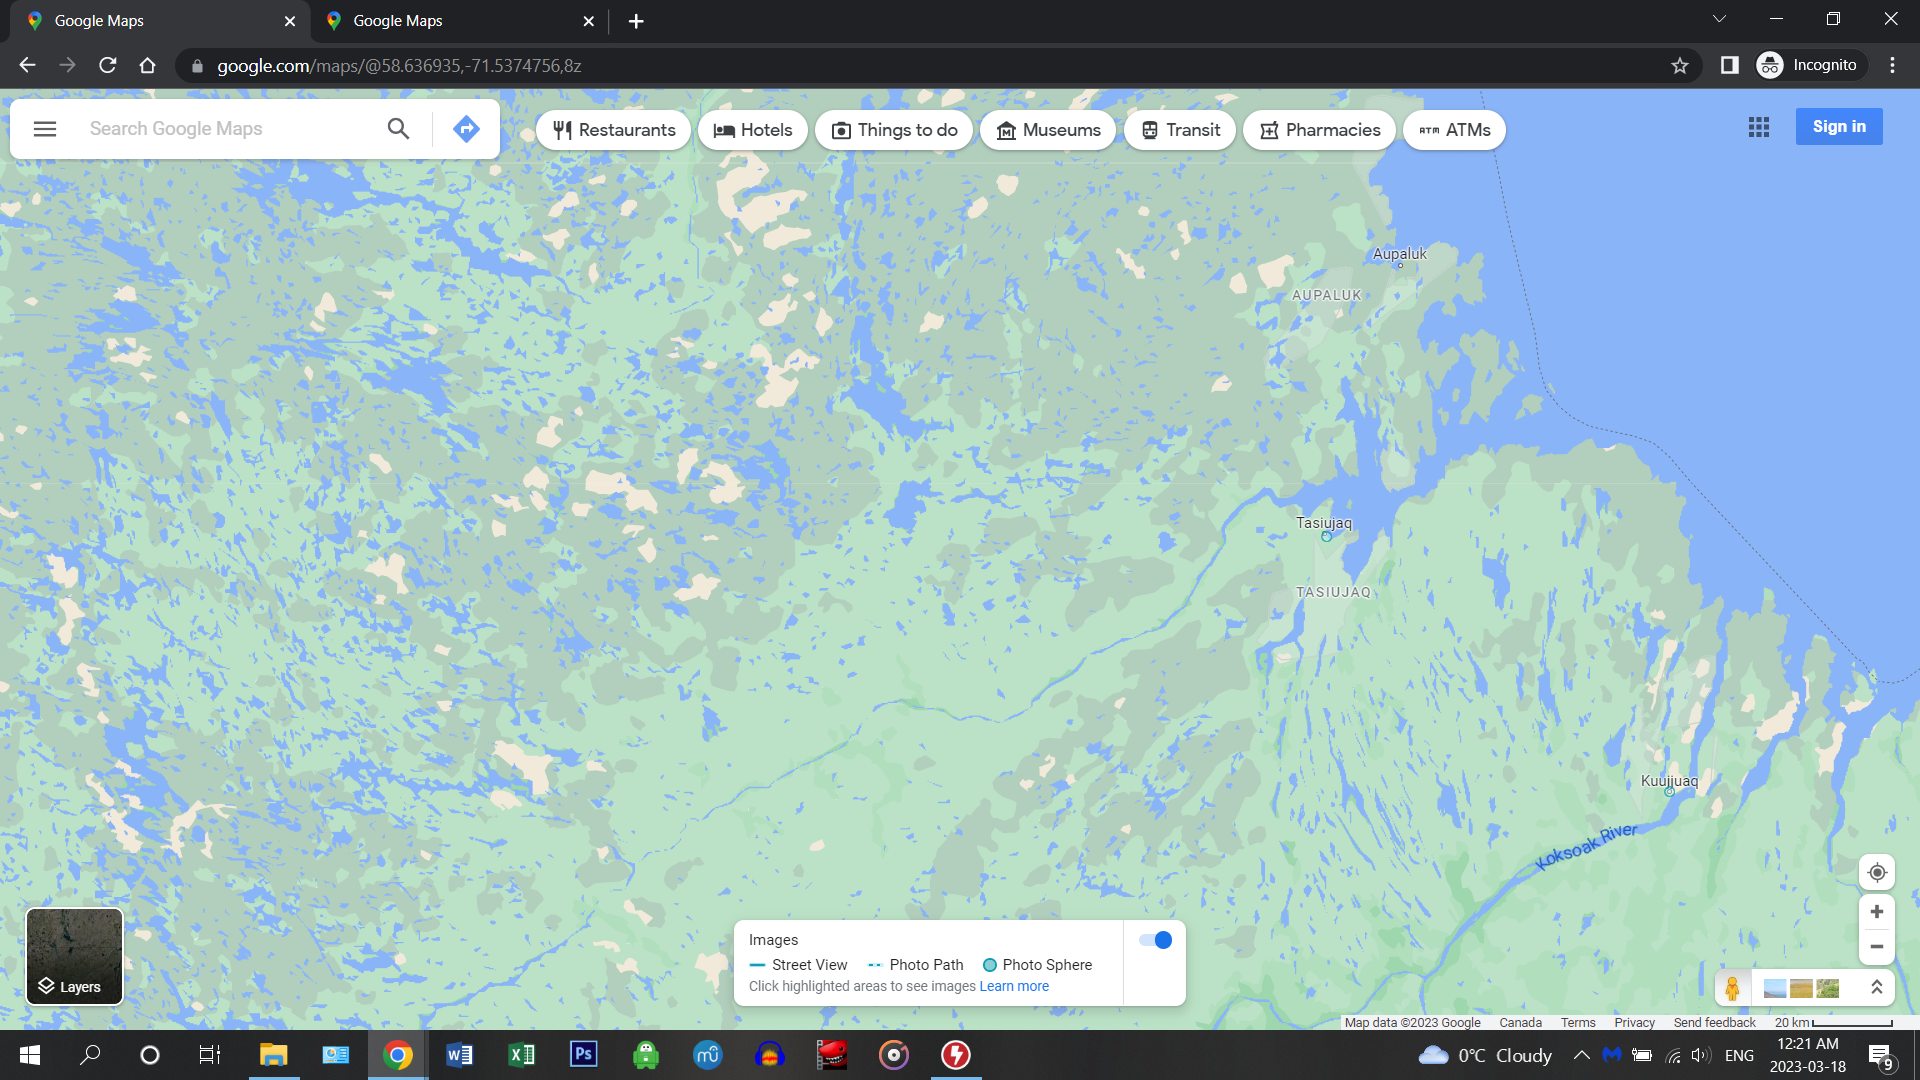 Google Maps
Google Maps
google.com/maps/@58.636935,-71.5374756,8z
Incognito
Search Google Maps
Restaurants
Hotels
Things to do
Museums
Transit
Pharmacies
ATM ATMs
Sign in
Aupaluk
AUPALUK
Tasiujaq
TASIUJAQ
Kuujjuaq
Koksoak River
Layers
Images
Street View
Photo Path
Photo Sphere
Click highlighted areas to see images Learn more
Map data ©2023 Google Canada Terms Privacy Send feedback 20 km
W
X
Ps
mu
0°C Cloudy
ENG
12:21 AM
2023-03-18
9